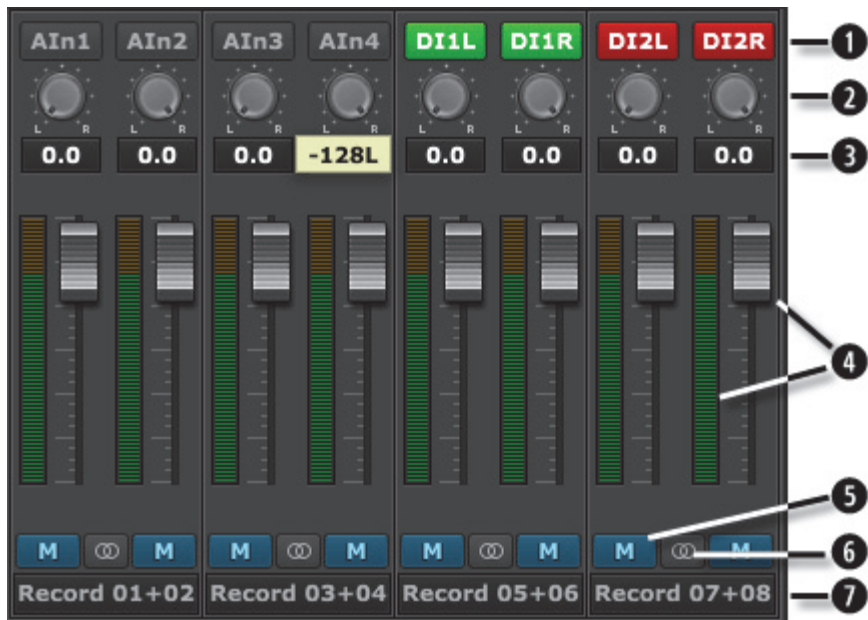 AIn1 AIn2 AIn3 AIn4 DI1L DI1R DI2L DI2R 1
L R L R L R L R L R L R L R L R 2
0.0 0.0 0.0 -128L 0.0 0.0 0.0 0.0 3
4
M M M M M M M M 5
6
Record 01+02 Record 03+04 Record 05+06 Record 07+08 7